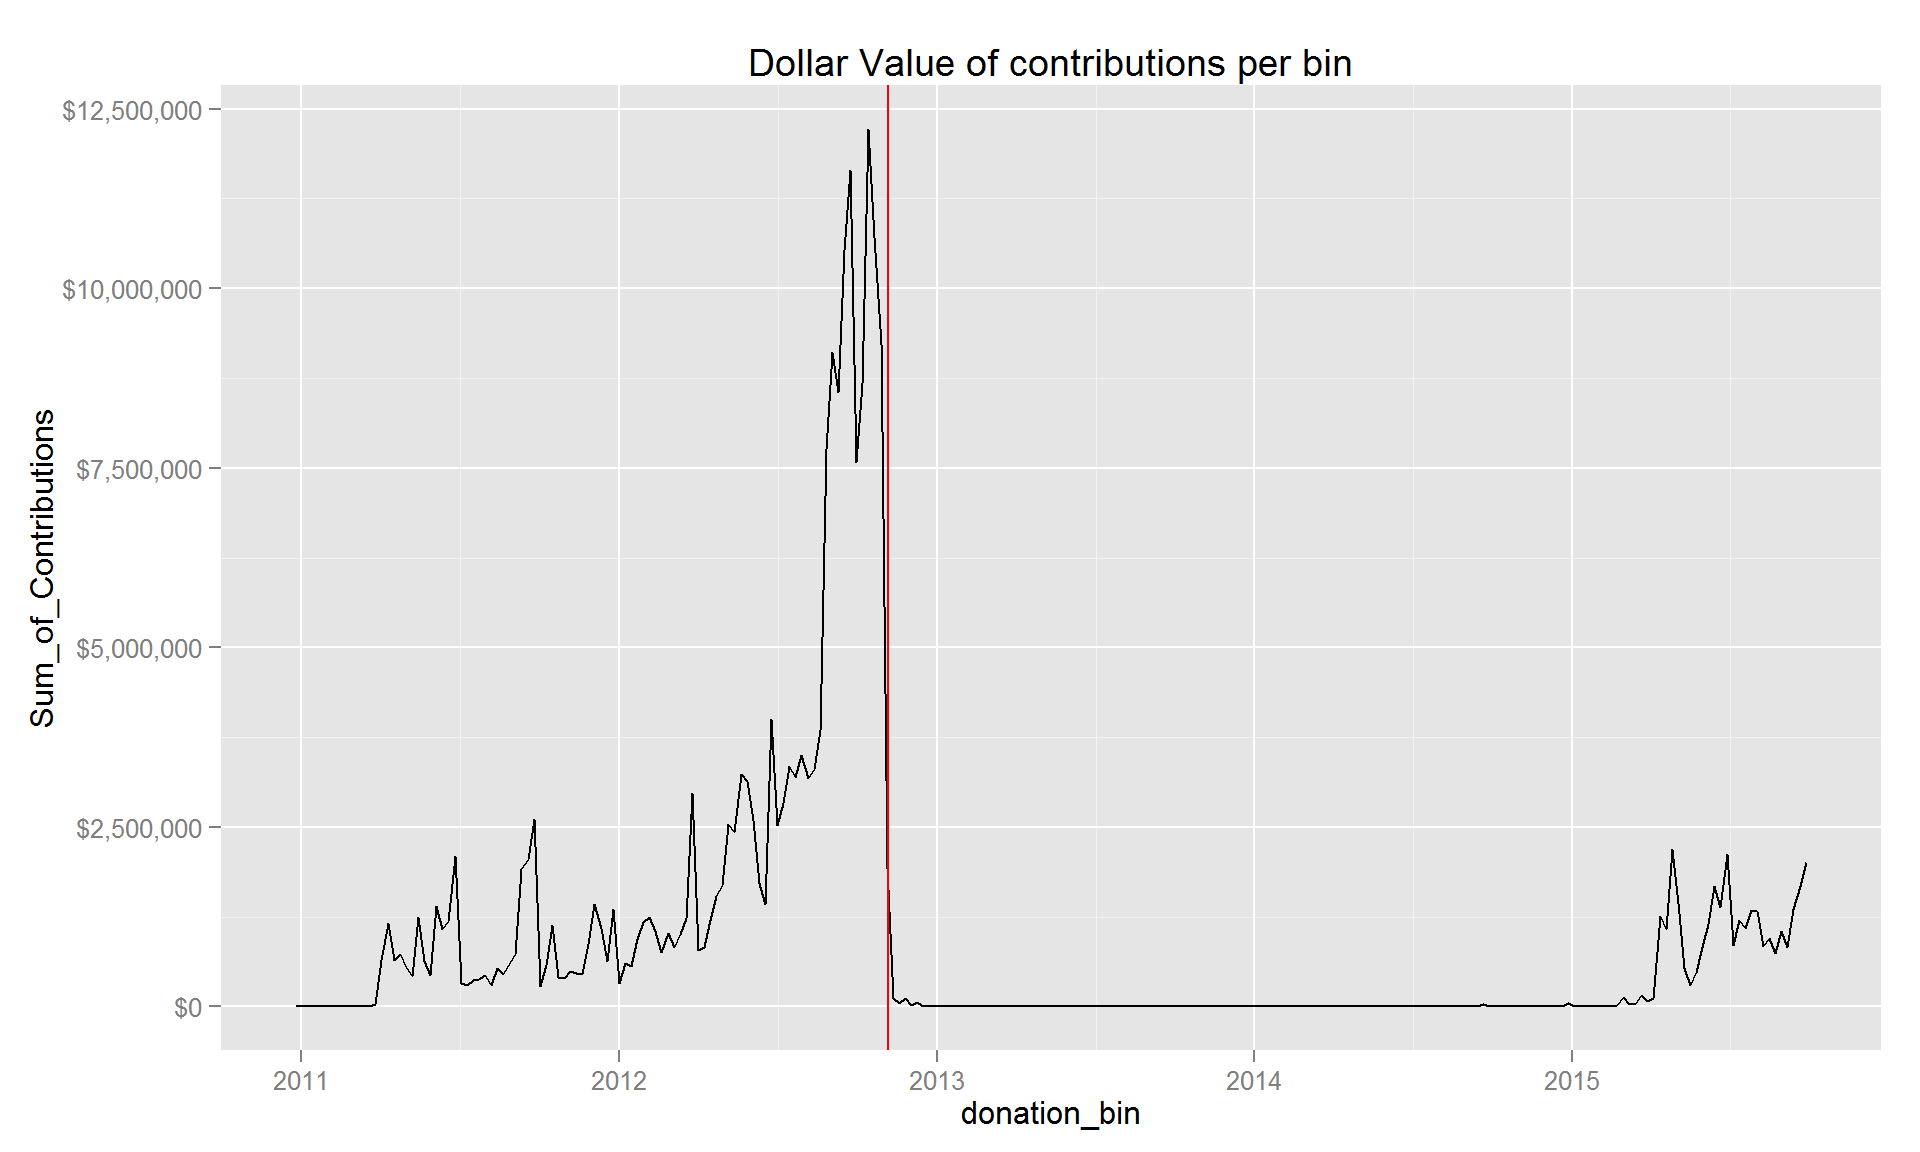 Dollar Value of contributions per bin
$12,500,000
$10,000,000
$7,500,000
$5,000,000
$2,500,000
$0
Sum_of_Contributions
2011 2012 2013 2014 2015
donation_bin